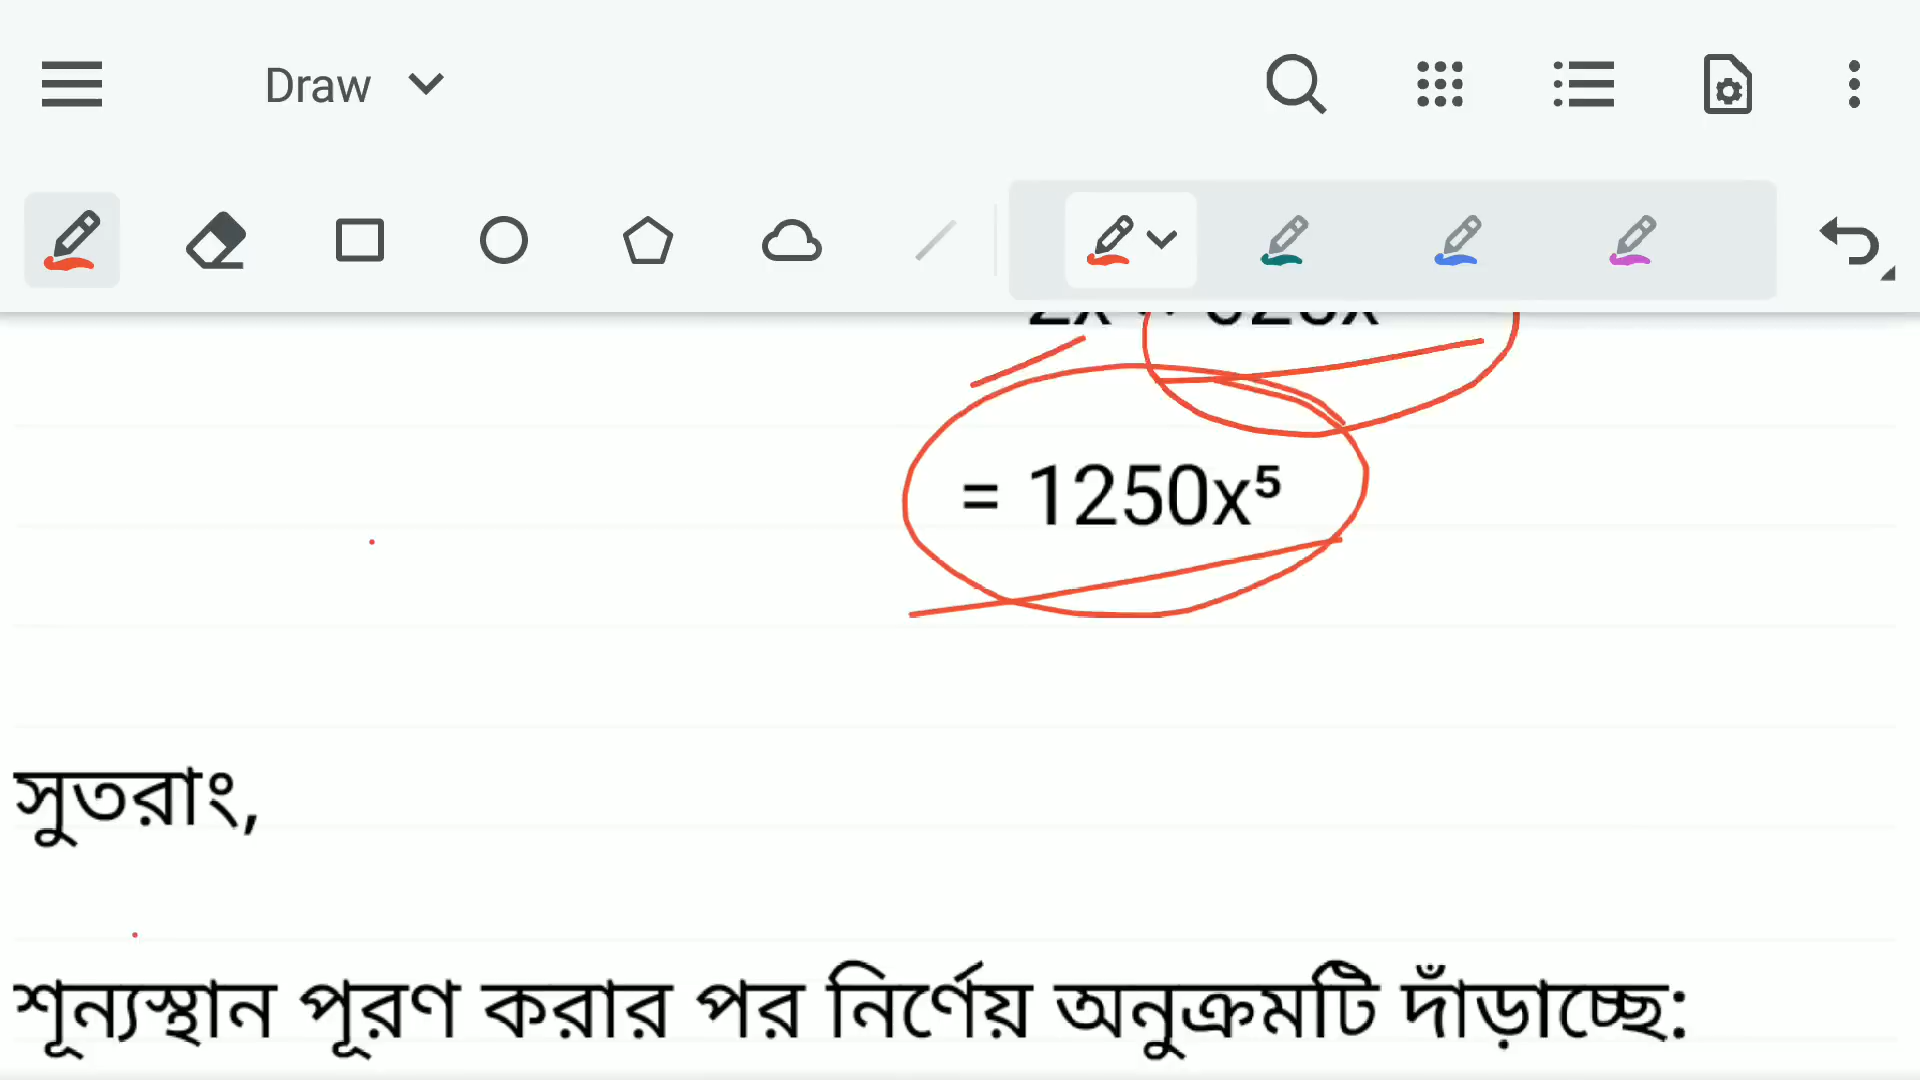 Draw
= 1250x⁵
সুতরাং,
শূন্যস্থান পূরণ করার পর নির্ণেয় অনুক্রমটি দাঁড়াচ্ছে: